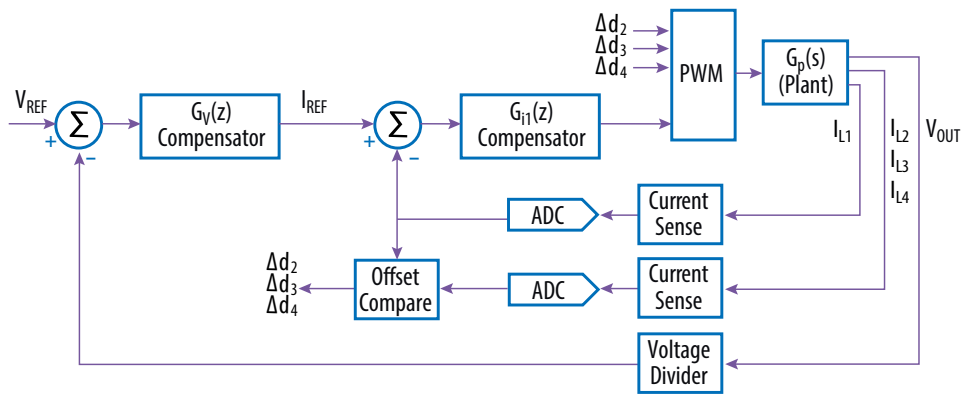 Δd2
Δd3
Δd4
PWM
Gp(s)
(Plant)
VREF
Σ
+
−
GV(z)
Compensator
IREF
Σ
+
−
Gi1(z)
Compensator
IL1
IL2
IL3
IL4
VOUT
ADC
Current
Sense
Δd2
Δd3
Δd4
Offset
Compare
ADC
Current
Sense
Voltage
Divider